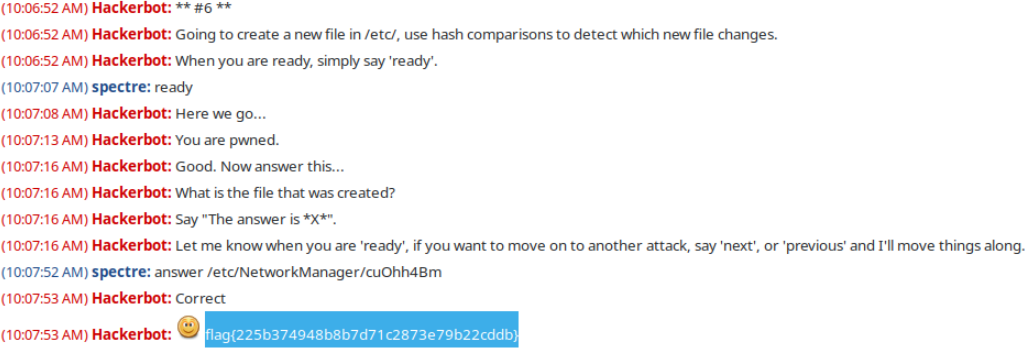 (10:06:52 AM) Hackerbot: ** #6 **
(10:06:52 AM) Hackerbot: Going to create a new file in /etc/, use hash comparisons to detect which new file changes.
(10:06:52 AM) Hackerbot: When you are ready, simply say 'ready'.
(10:07:07 AM) spectre: ready
(10:07:08 AM) Hackerbot: Here we go...
(10:07:13 AM) Hackerbot: You are pwned.
(10:07:16 AM) Hackerbot: Good. Now answer this...
(10:07:16 AM) Hackerbot: What is the file that was created?
(10:07:16 AM) Hackerbot: Say "The answer is *X*".
(10:07:16 AM) Hackerbot: Let me know when you are 'ready', if you want to move on to another attack, say 'next', or 'previous' and I'll move things along.
(10:07:52 AM) spectre: answer /etc/NetworkManager/cuOhh4Bm
(10:07:53 AM) Hackerbot: Correct
(10:07:53 AM) Hackerbot: flag{225b374948b8b7d71c2873e79b22cddb}